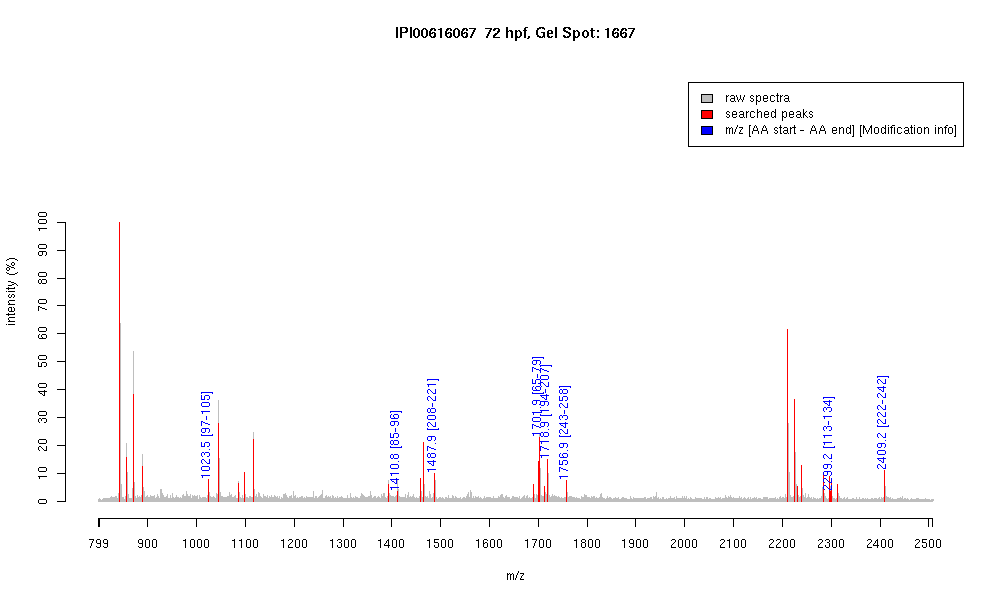 IPI00616067 72 hpf, Gel Spot: 1667
raw spectra
searched peaks
m/z [AA start - AA end] [Modification info]
intensity (%)
100
90
80
70
60
50
40
30
20
10
0
1023.5 [97-105]
1410.8 [85-96]
1487.9 [208-221]
1701.9 [65-79]
1718.9 [194-207]
1756.9 [243-258]
2299.2 [113-134]
2409.2 [222-242]
799 900 1000 1100 1200 1300 1400 1500 1600 1700 1800 1900 2000 2100 2200 2300 2400 2500
m/z